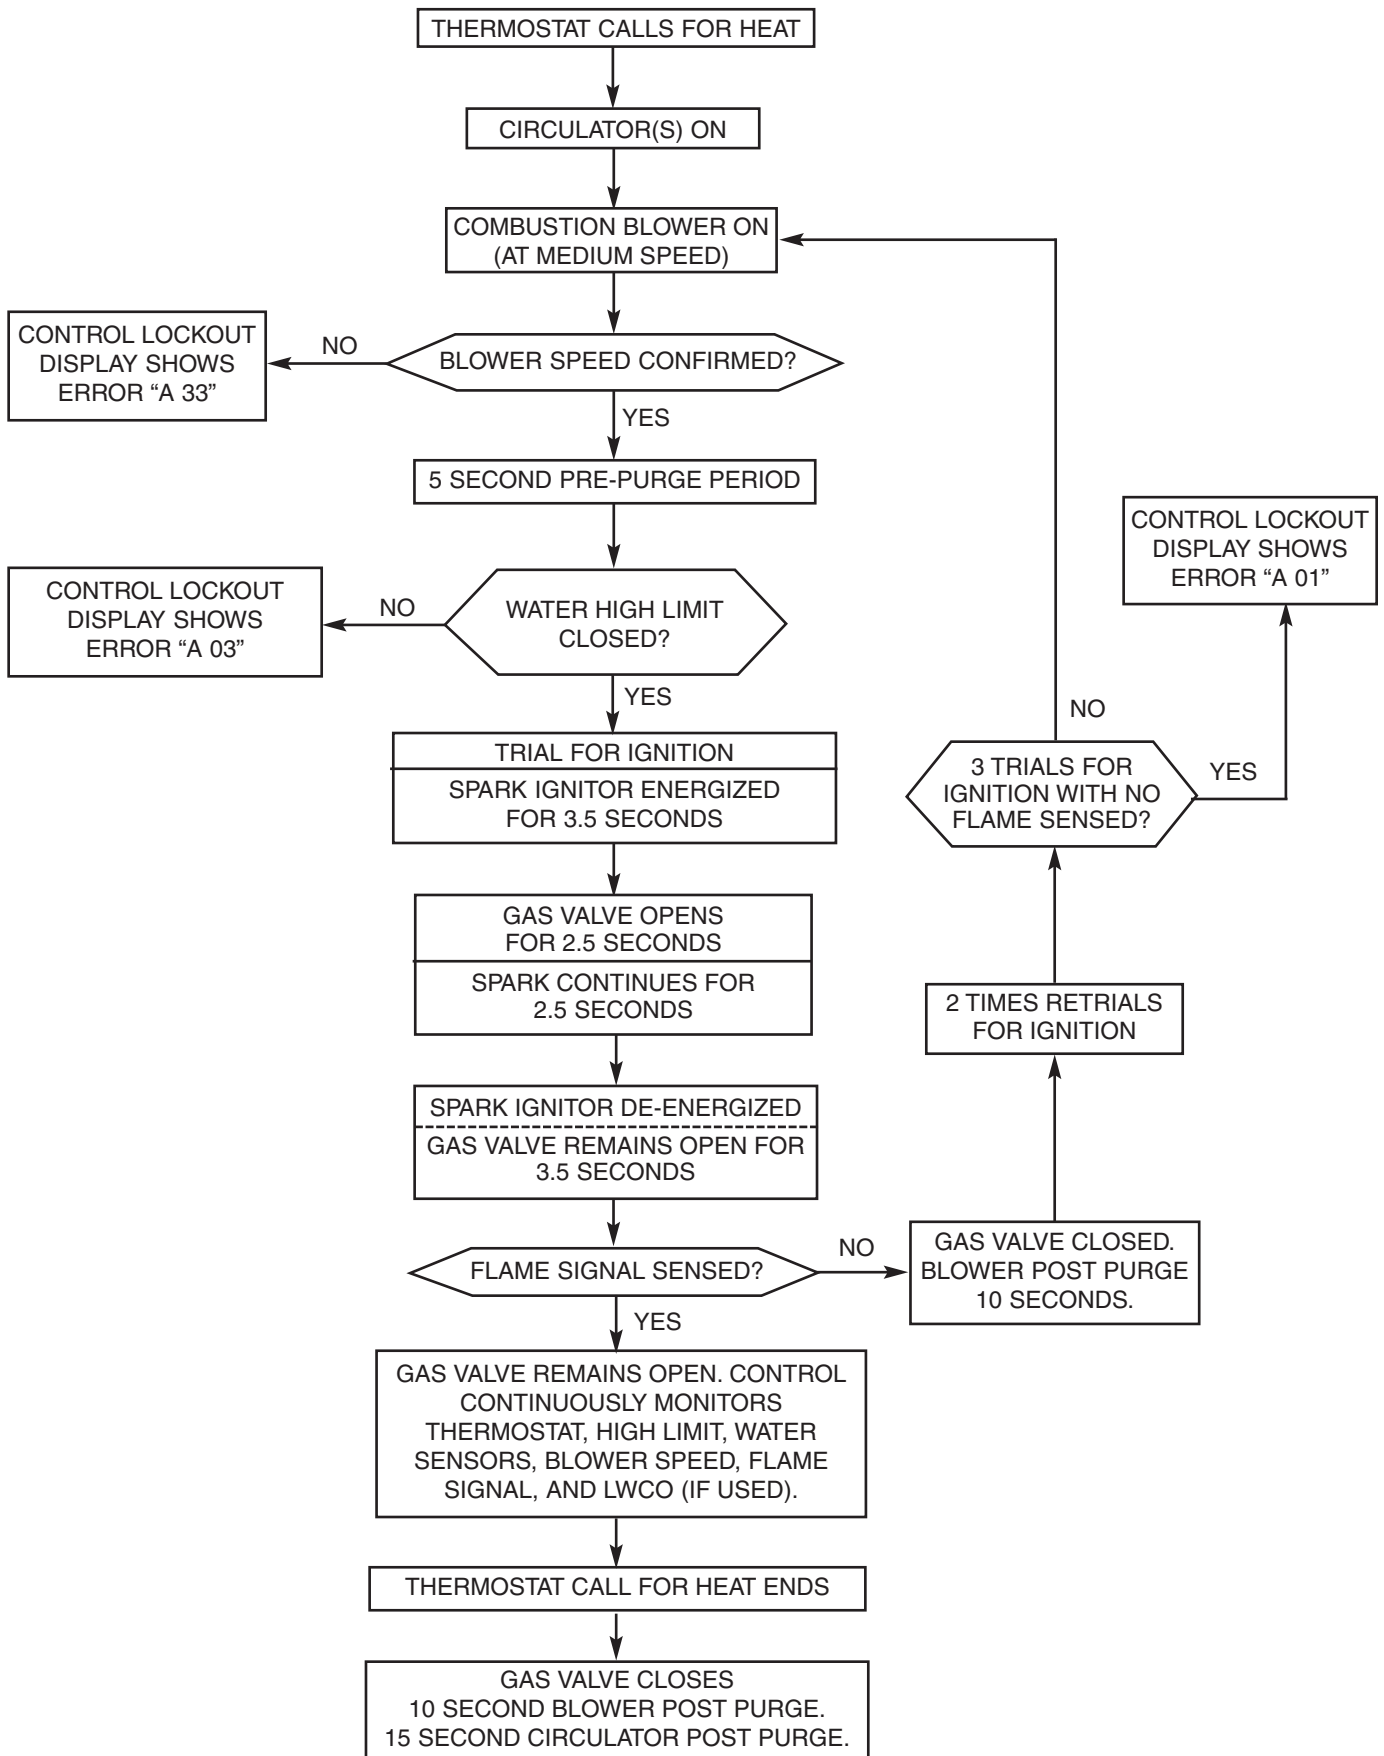 THERMOSTAT CALLS FOR HEAT
CIRCULATOR(S) ON
COMBUSTION BLOWER ON
(AT MEDIUM SPEED)
CONTROL LOCKOUT
DISPLAY SHOWS
ERROR “A 33”
NO
BLOWER SPEED CONFIRMED?
YES
5 SECOND PRE-PURGE PERIOD
CONTROL LOCKOUT
DISPLAY SHOWS
ERROR “A 03”
NO
WATER HIGH LIMIT
CLOSED?
YES
TRIAL FOR IGNITION
SPARK IGNITOR ENERGIZED
FOR 3.5 SECONDS
GAS VALVE OPENS
FOR 2.5 SECONDS
SPARK CONTINUES FOR
2.5 SECONDS
SPARK IGNITOR DE-ENERGIZED
GAS VALVE REMAINS OPEN FOR
3.5 SECONDS
FLAME SIGNAL SENSED?
NO
GAS VALVE CLOSED.
BLOWER POST PURGE
10 SECONDS.
2 TIMES RETRIALS
FOR IGNITION
3 TRIALS FOR
IGNITION WITH NO
FLAME SENSED?
NO
YES
CONTROL LOCKOUT
DISPLAY SHOWS
ERROR “A 01”
YES
GAS VALVE REMAINS OPEN. CONTROL
CONTINUOUSLY MONITORS
THERMOSTAT, HIGH LIMIT, WATER
SENSORS, BLOWER SPEED, FLAME
SIGNAL, AND LWCO (IF USED).
THERMOSTAT CALL FOR HEAT ENDS
GAS VALVE CLOSES
10 SECOND BLOWER POST PURGE.
15 SECOND CIRCULATOR POST PURGE.